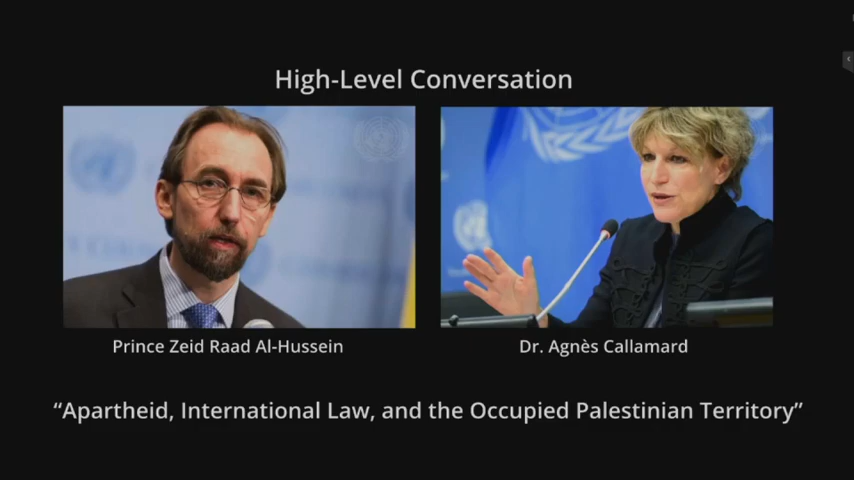 High-Level Conversation
Prince Zeid Raad Al-Hussein
Dr. Agnès Callamard
“Apartheid, International Law, and the Occupied Palestinian Territory”